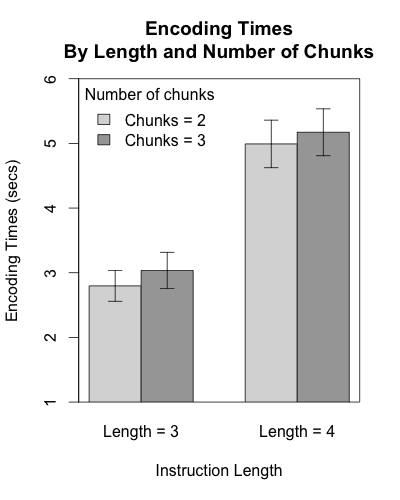 Encoding Times
By Length and Number of Chunks
Number of chunks
Chunks = 2
Chunks = 3
Encoding Times (secs)
6
5
4
3
2
1
Length = 3
Length = 4
Instruction Length